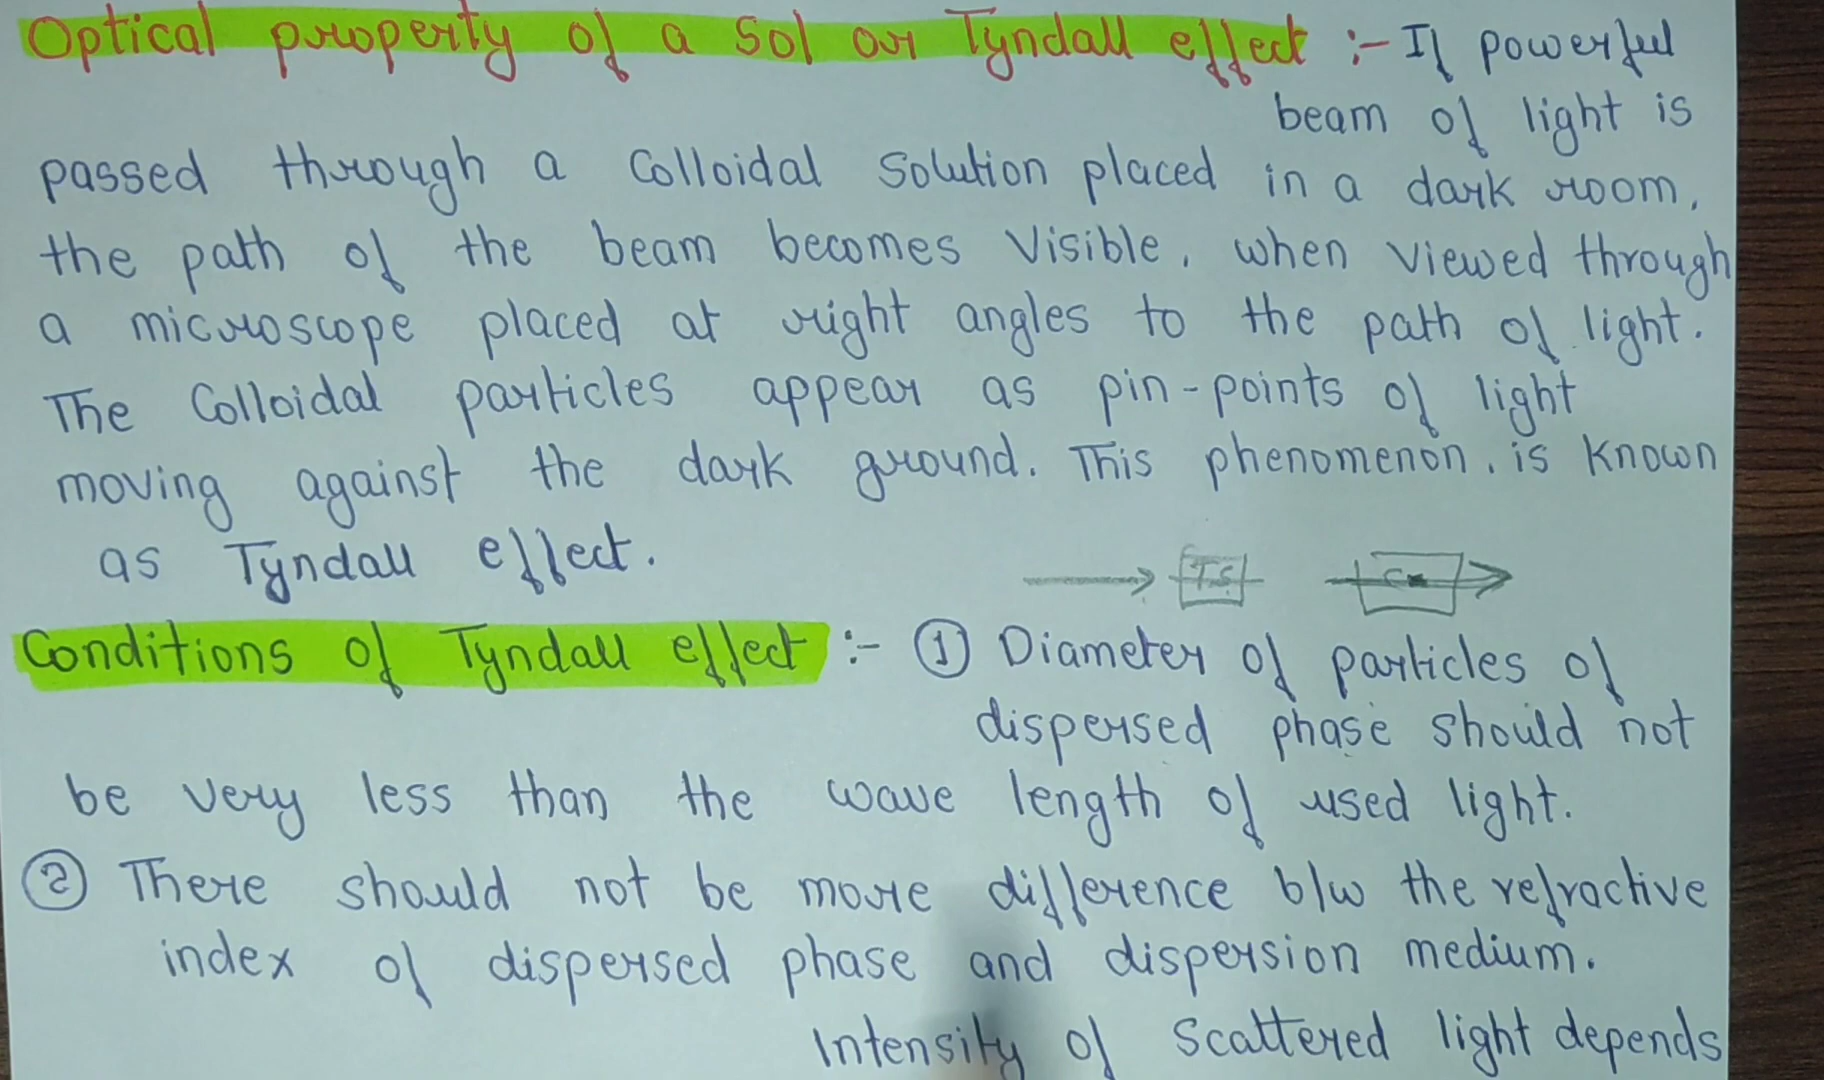 Optical property of a Sol or Tyndall effect :- If powerful
beam of light is
passed through a Colloidal Solution placed in a dark room,
the path of the beam becomes Visible, when viewed through
a microscope placed at right angles to the path of light.
The Colloidal particles appear as pin-points of light
moving against the dark ground. This phenomenon. is known
as Tyndall effect.
T.S
Conditions of Tyndall effect :- ① Diameter of particles of
dispersed phase should not
be very less than the wave length of used light.
② There should not be more difference b/w the refractive
index of dispersed phase and dispersion medium.
Intensity of Scattered light depends